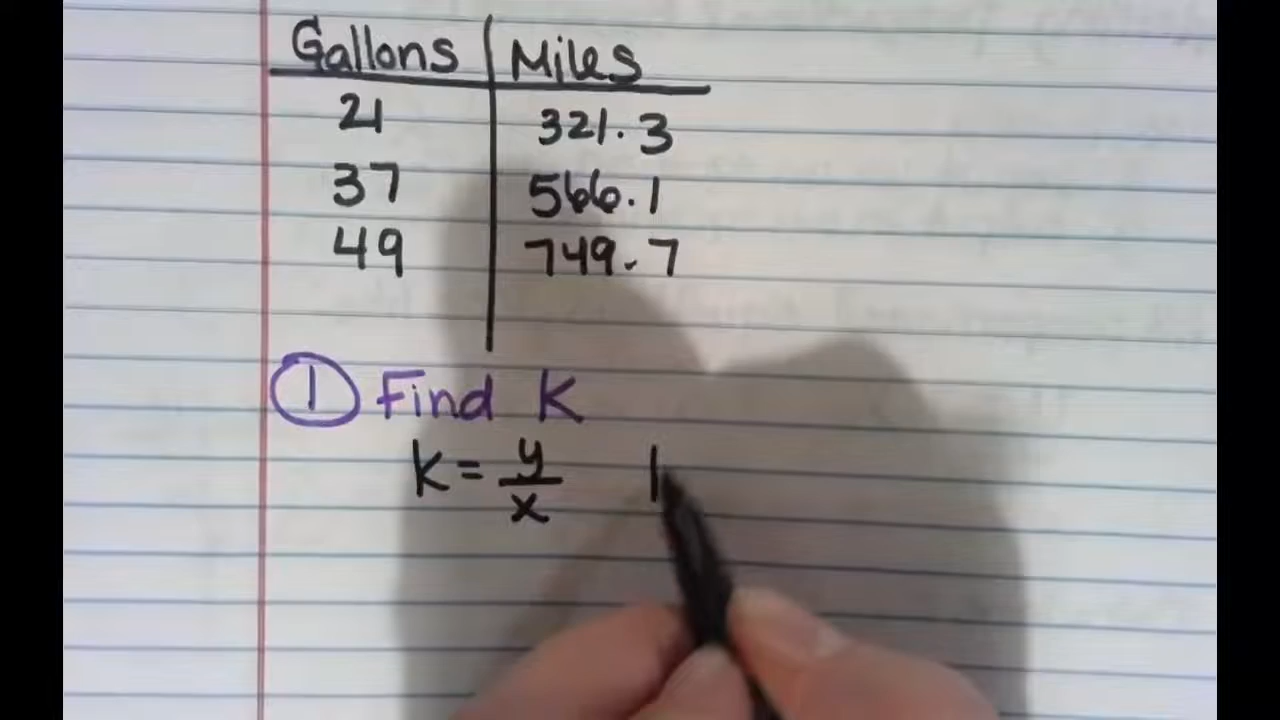 Gallons Miles
21 321.3
37 566.1
49 749.7
1 Find K
K = y/x